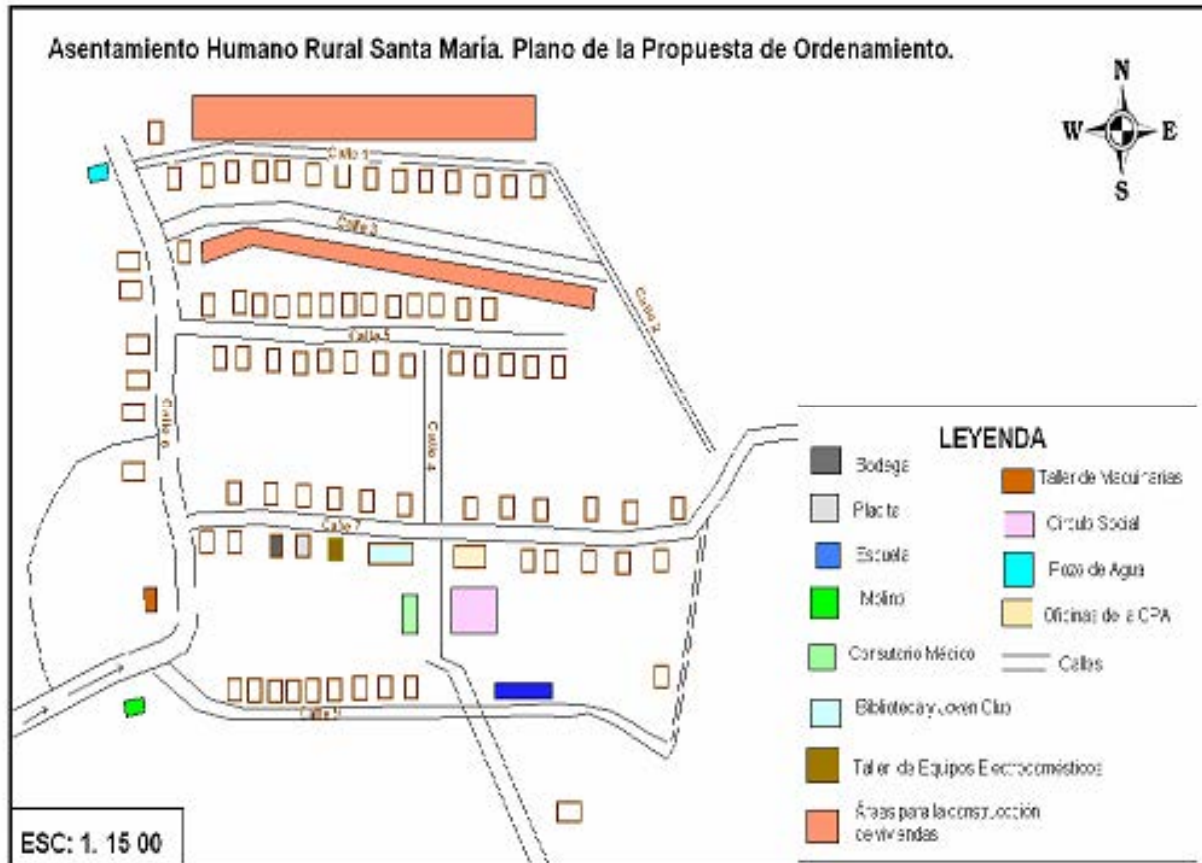 Asentamiento Humano Rural Santa María. Plano de la Propuesta de Ordenamiento.
N
W E
S
Calle 1
Calle 3
Calle 2
Calle 5
Calle 6
Calle 4
Calle 7
Calle 9
LEYENDA
Bodega
Placita
Escuela
Molino
Consultorio Médico
Biblioteca y Joven Club
Taller de Equipos Electrodomésticos
Áreas para la construcción
de viviendas
Taller de Maquinarias
Círculo Social
Pozo de Agua
Oficinas de la CPA
Calles
ESC: 1. 15 00